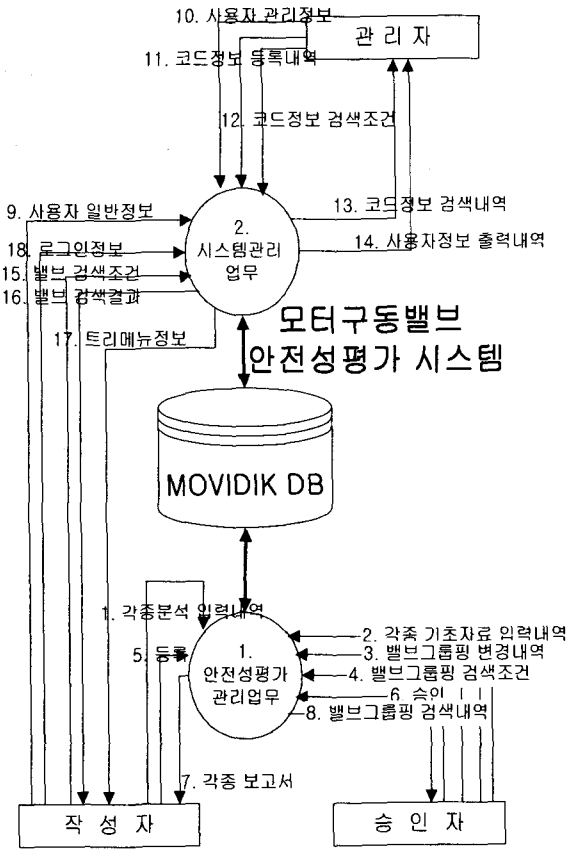 10. 사용자 관리정보
관 리 자
11. 코드정보 등록내역
12. 코드정보 검색조건
9. 사용자 일반정보
13. 코드정보 검색내역
2.
시스템관리
업무
18. 로그인정보
14. 사용자정보 출력내역
15. 밸브 검색조건
16. 밸브 검색결과
17. 트리메뉴정보
모터구동밸브
안전성평가 시스템
MOVIDIK DB
1. 각종분석 입력내역
2. 각종 기초자료 입력내역
5. 등록
1.
안전성평가
관리업무
3. 밸브그룹핑 변경내역
4. 밸브그룹핑 검색조건
6. 승인
8. 밸브그룹핑 검색내역
7. 각종 보고서
작 성 자
승 인 자